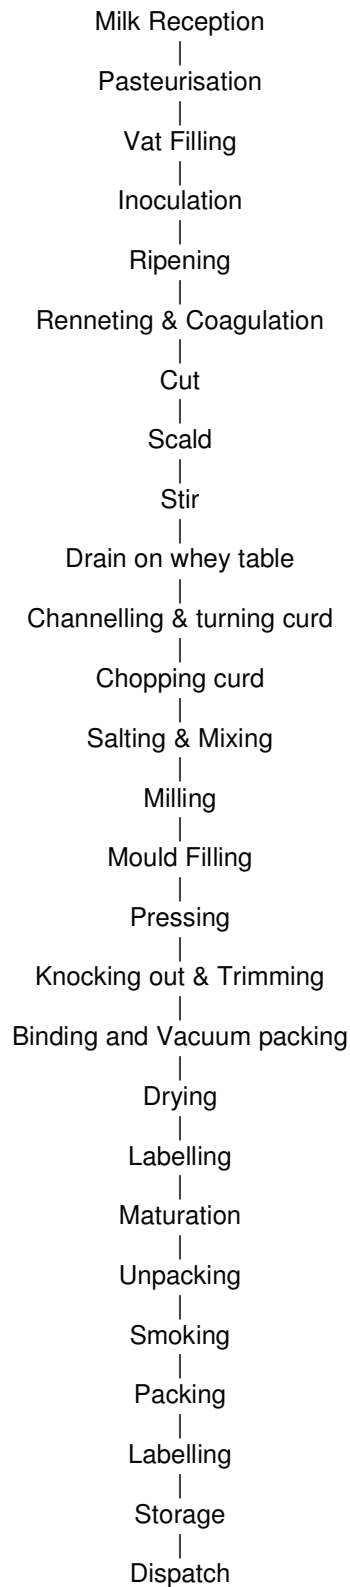 Milk Reception
Pasteurisation
Vat Filling
Inoculation
Ripening
Renneting & Coagulation
Cut
Scald
Stir
Drain on whey table
Channelling & turning curd
Chopping curd
Salting & Mixing
Milling
Mould Filling
Pressing
Knocking out & Trimming
Binding and Vacuum packing
Drying
Labelling
Maturation
Unpacking
Smoking
Packing
Labelling
Storage
Dispatch